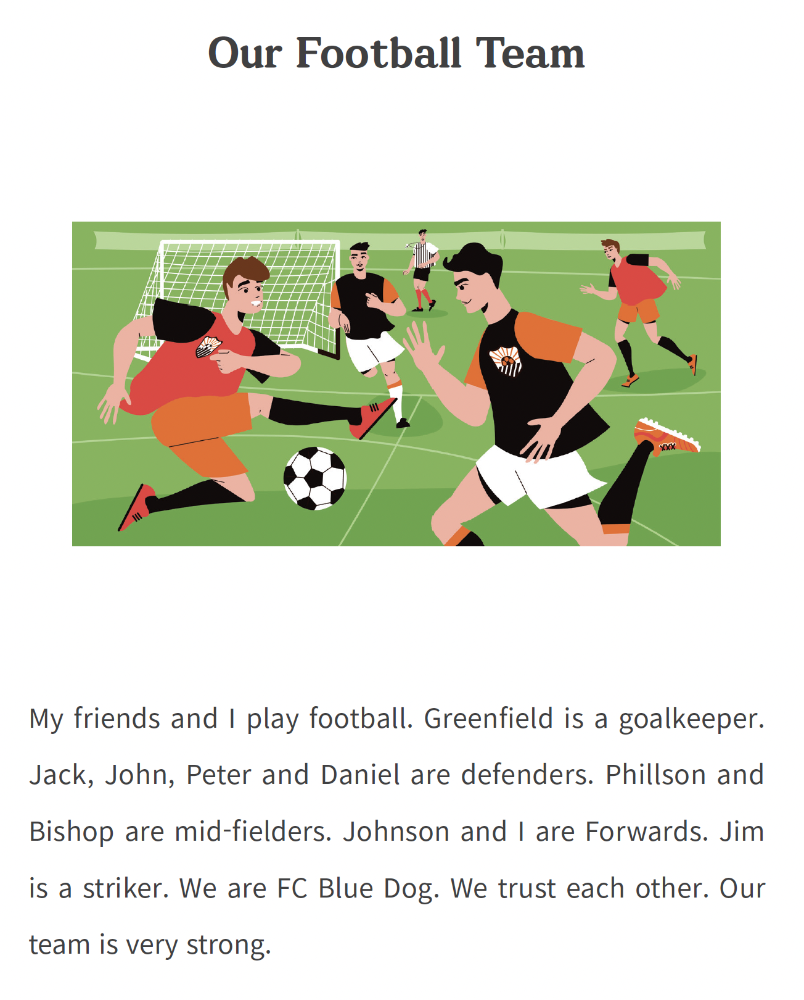 Our Football Team
My friends and I play football. Greenfield is a goalkeeper.
Jack, John, Peter and Daniel are defenders. Phillson and
Bishop are mid-fielders. Johnson and I are Forwards. Jim
is a striker. We are FC Blue Dog. We trust each other. Our
team is very strong.